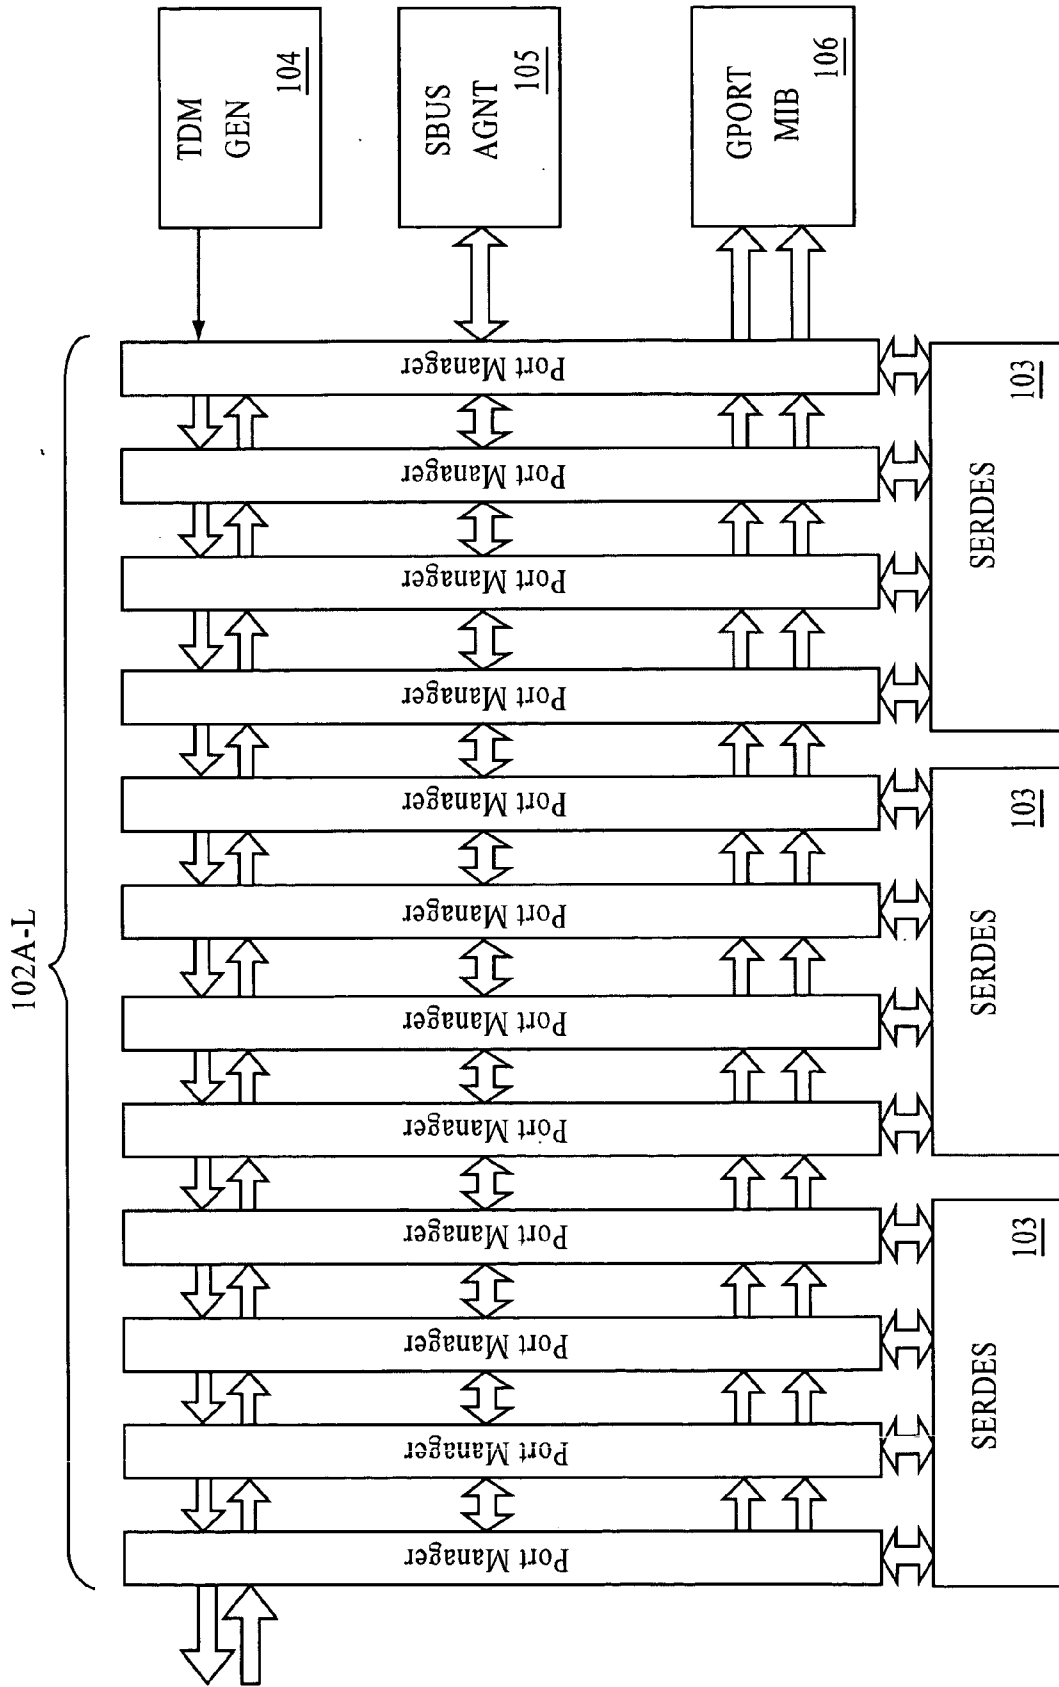 102A-L
TDM
GEN
104
SBUS
AGNT
105
GPORT
MIB
106
Port Manager
Port Manager
Port Manager
Port Manager
Port Manager
Port Manager
Port Manager
Port Manager
Port Manager
Port Manager
Port Manager
Port Manager
SERDES
103
SERDES
103
SERDES
103